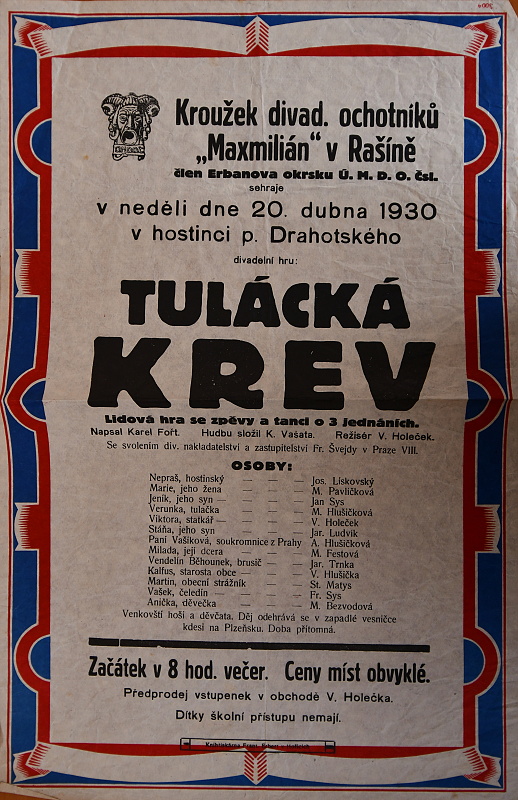 Kroužek divad. ochotníků
„Maxmilián“ v Rašíně
člen Erbanova okrsku Ú. M. D. O. Čsl.
sehraje
v neděli dne 20. dubna 1930
v hostinci p. Drahotského
divadelní hru:
TULÁCKÁ
KREV
Lidová hra se zpěvy a tanci o 3 jednáních.
Napsal Karel Fořt. Hudbu složil K. Vašata. Režisér V. Holeček.
Se svolením div. nakladatelství a zastupitelství Fr. Švejdy v Praze VIII.
OSOBY:
Nepraš, hostinský — — — Jos. Liskovský
Marie, jeho žena — — — M. Pavlíčková
Jeník, jeho syn — — — — Jan Sys
Verunka, tulačka — — — M. Hlušičková
Viktora, statkář — — — — V. Holeček
Stáňa, jeho syn — — — Jar. Ludvík
Paní Vašíková, soukromnice z Prahy A. Hlušičková
Milada, její dcera — — — M. Festová
Vendelín Běhounek, brusič — — — Jar. Trnka
Kalfus, starosta obce — — — V. Hlušička
Martin, obecní strážník — — St. Matys
Vašek, čeledín — — — — Fr. Sys
Anička, děvečka — — — M. Bezvodová
Venkovští hoši a děvčata. Děj odehrává se v zapadlé vesničce
kdesi na Plzeňsku. Doba přítomná.
Začátek v 8 hod. večer. Ceny míst obvyklé.
Předprodej vstupenek v obchodě V. Holečka.
Dítky školní přístupu nemají.
Knihtiskárna